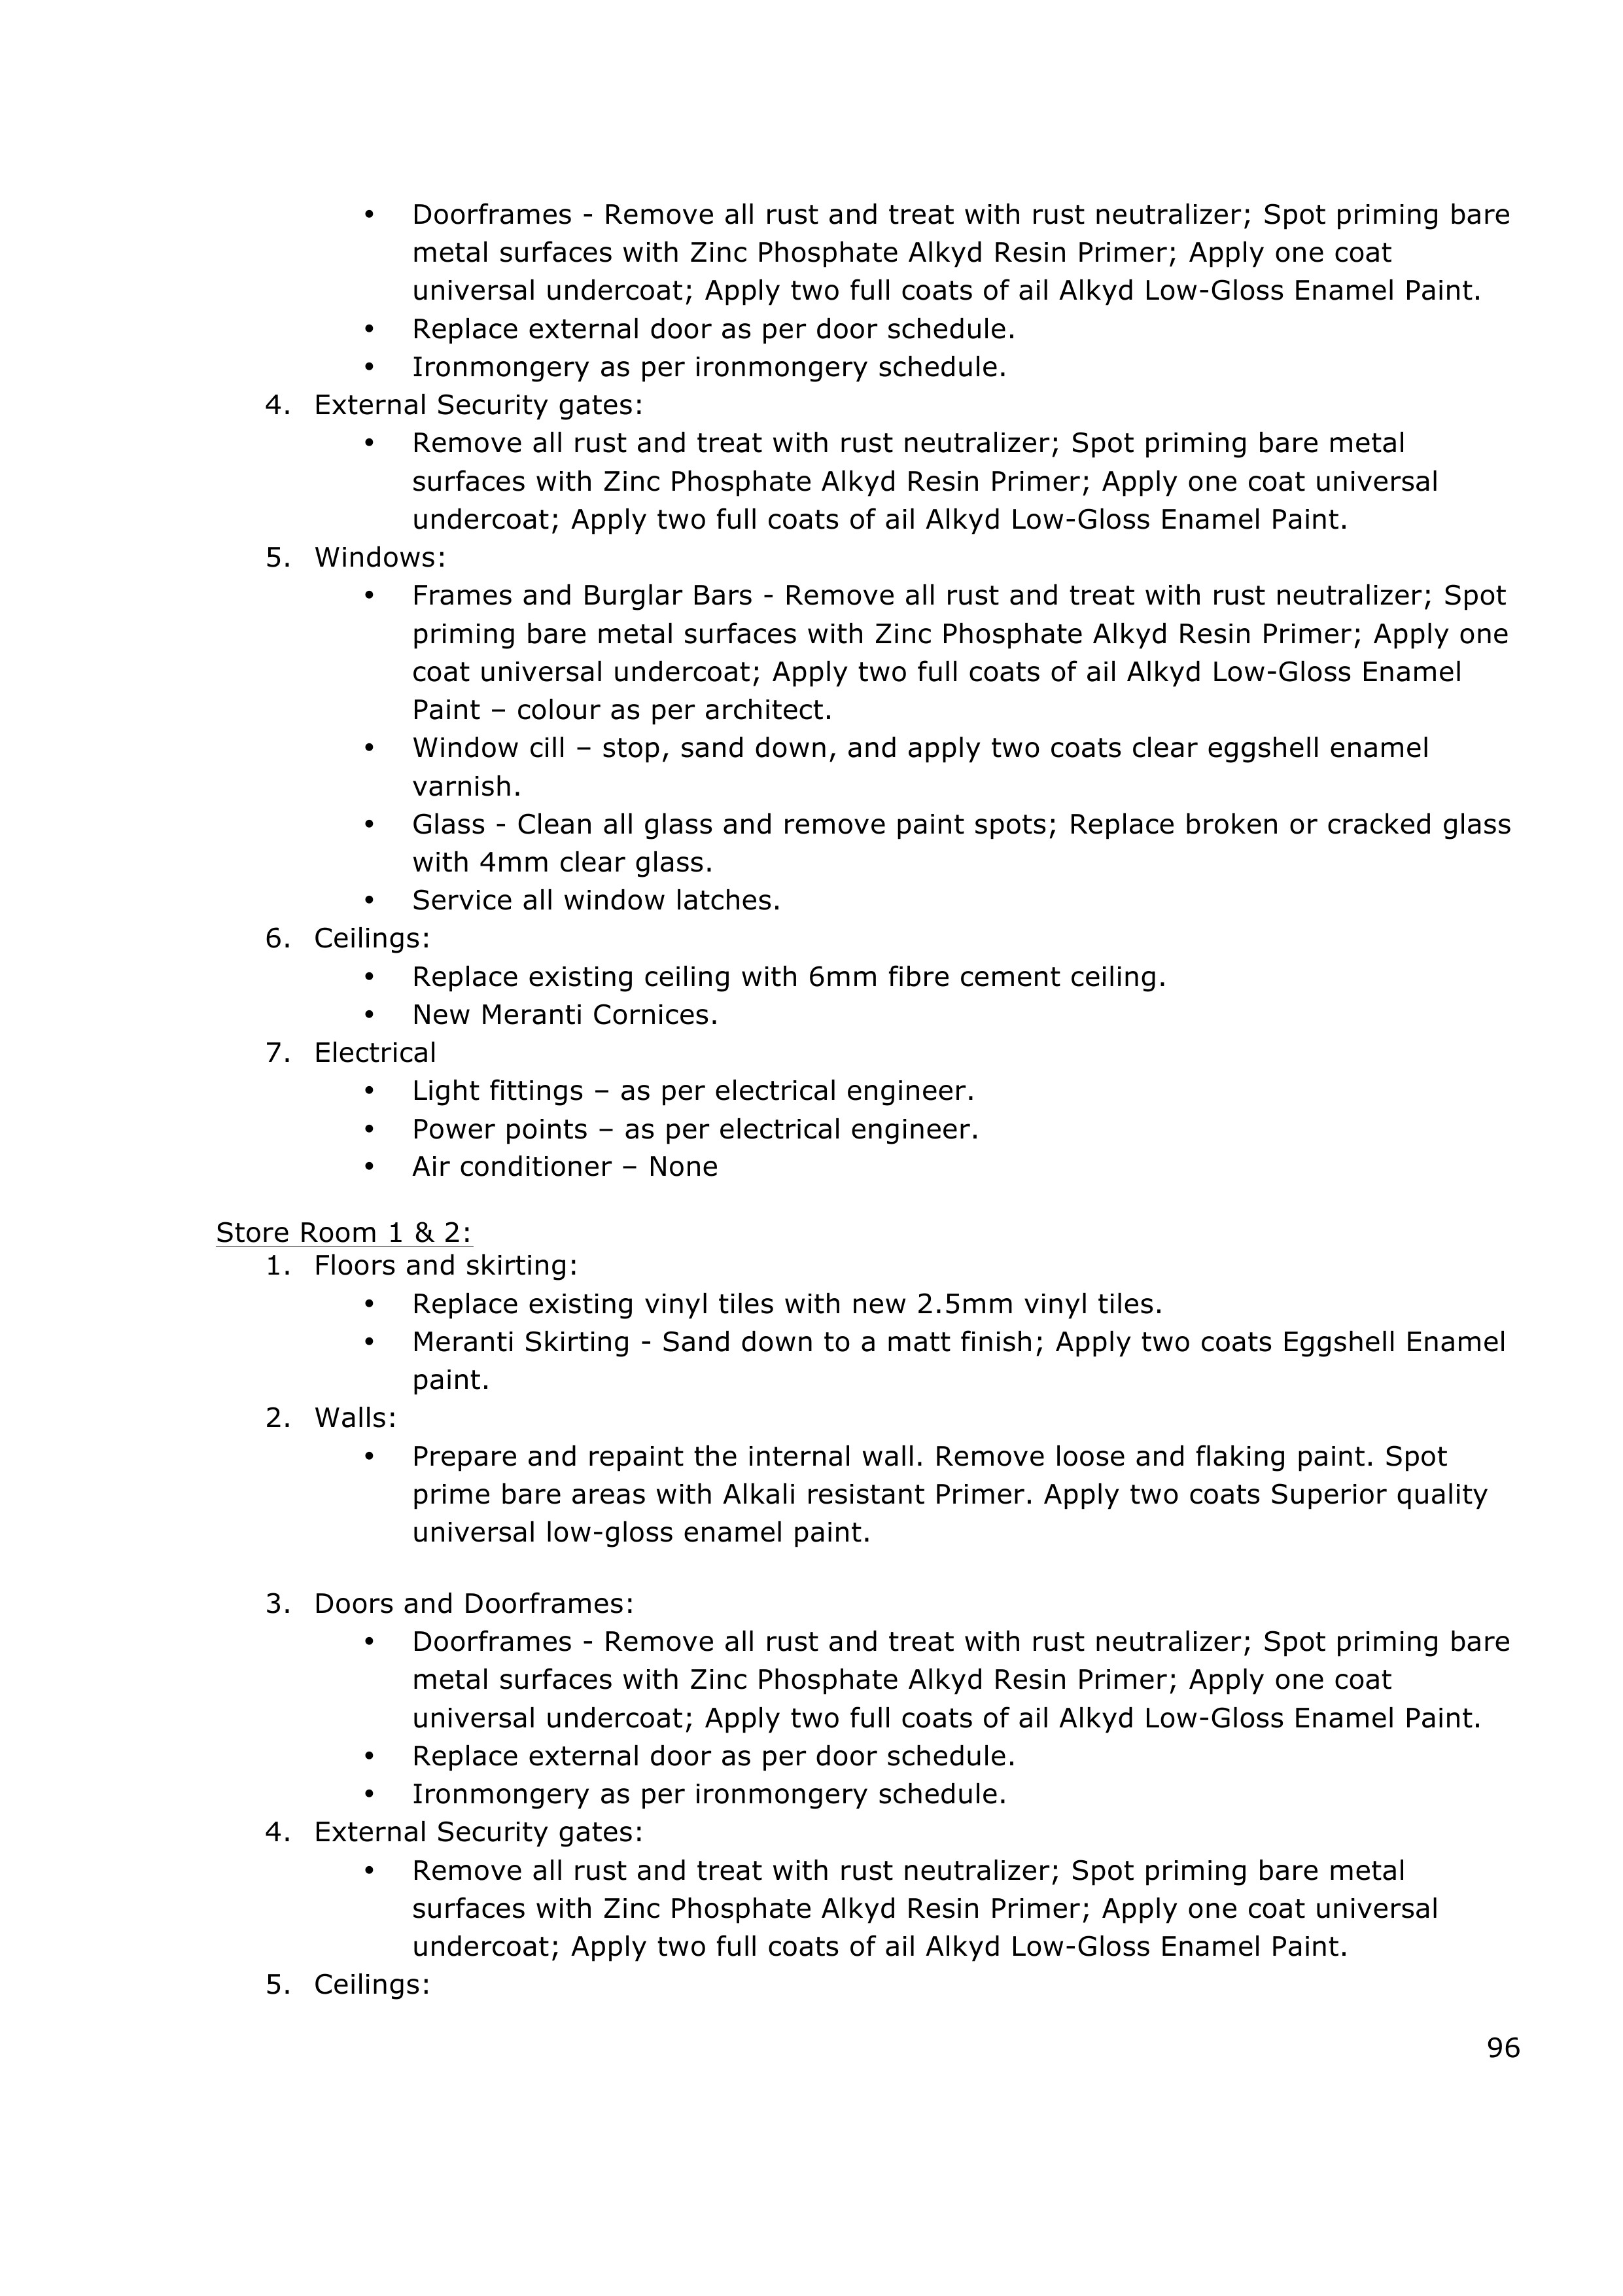 • Doorframes - Remove all rust and treat with rust neutralizer; Spot priming bare
metal surfaces with Zinc Phosphate Alkyd Resin Primer; Apply one coat
universal undercoat; Apply two full coats of ail Alkyd Low-Gloss Enamel Paint.
• Replace external door as per door schedule.
• Ironmongery as per ironmongery schedule.
4. External Security gates:
• Remove all rust and treat with rust neutralizer; Spot priming bare metal
surfaces with Zinc Phosphate Alkyd Resin Primer; Apply one coat universal
undercoat; Apply two full coats of ail Alkyd Low-Gloss Enamel Paint.
5. Windows:
• Frames and Burglar Bars - Remove all rust and treat with rust neutralizer; Spot
priming bare metal surfaces with Zinc Phosphate Alkyd Resin Primer; Apply one
coat universal undercoat; Apply two full coats of ail Alkyd Low-Gloss Enamel
Paint – colour as per architect.
• Window cill – stop, sand down, and apply two coats clear eggshell enamel
varnish.
• Glass - Clean all glass and remove paint spots; Replace broken or cracked glass
with 4mm clear glass.
• Service all window latches.
6. Ceilings:
• Replace existing ceiling with 6mm fibre cement ceiling.
• New Meranti Cornices.
7. Electrical
• Light fittings – as per electrical engineer.
• Power points – as per electrical engineer.
• Air conditioner – None
Store Room 1 & 2:
1. Floors and skirting:
• Replace existing vinyl tiles with new 2.5mm vinyl tiles.
• Meranti Skirting - Sand down to a matt finish; Apply two coats Eggshell Enamel
paint.
2. Walls:
• Prepare and repaint the internal wall. Remove loose and flaking paint. Spot
prime bare areas with Alkali resistant Primer. Apply two coats Superior quality
universal low-gloss enamel paint.
3. Doors and Doorframes:
• Doorframes - Remove all rust and treat with rust neutralizer; Spot priming bare
metal surfaces with Zinc Phosphate Alkyd Resin Primer; Apply one coat
universal undercoat; Apply two full coats of ail Alkyd Low-Gloss Enamel Paint.
• Replace external door as per door schedule.
• Ironmongery as per ironmongery schedule.
4. External Security gates:
• Remove all rust and treat with rust neutralizer; Spot priming bare metal
surfaces with Zinc Phosphate Alkyd Resin Primer; Apply one coat universal
undercoat; Apply two full coats of ail Alkyd Low-Gloss Enamel Paint.
5. Ceilings:
96